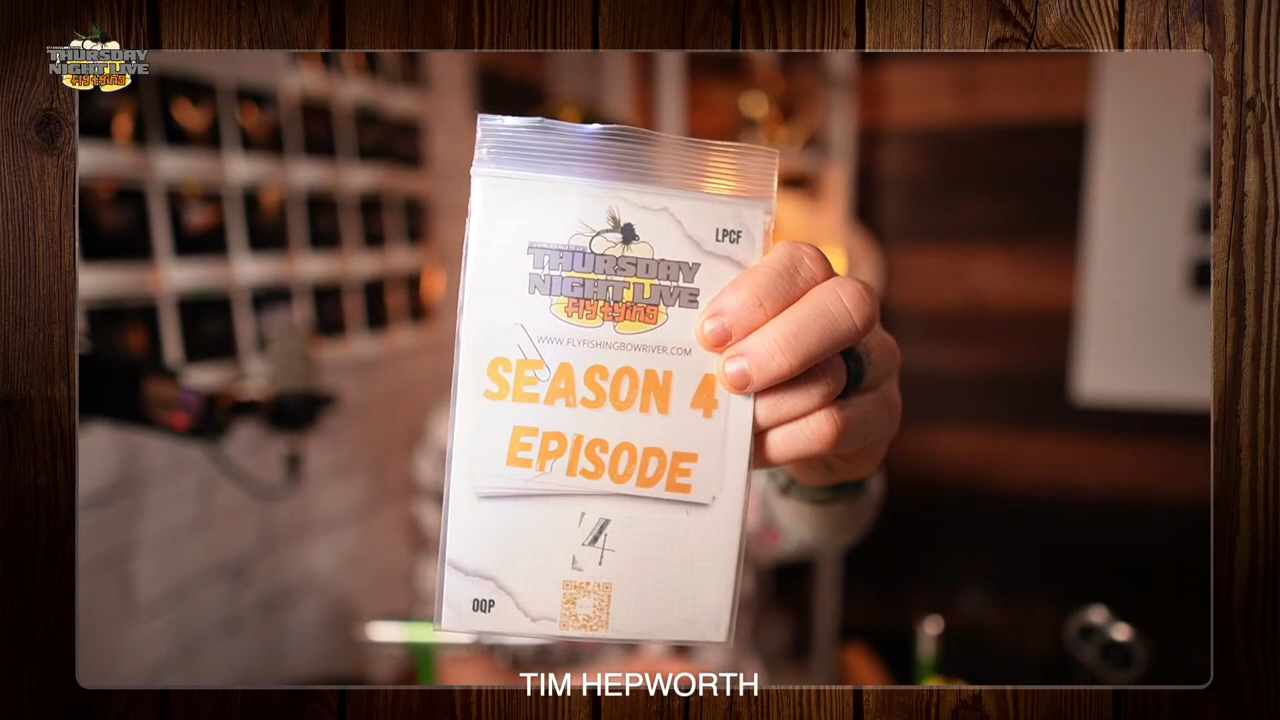 THURSDAY
NIGHT LIVE
fly tying
LPCF
THURSDAY
NIGHT LIVE
fly tying
WWW.FLYFISHINGBOWRIVER.COM
SEASON 4
EPISODE
4
OQP
TIM HEPWORTH